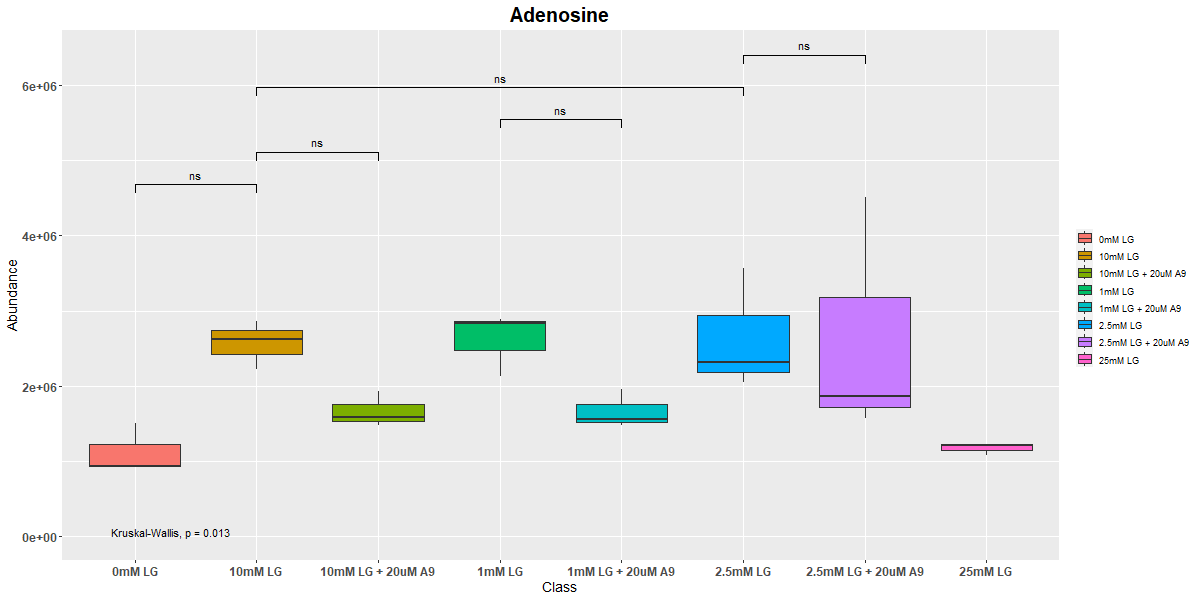 Adenosine
ns
ns
ns
ns
ns
6e+06
4e+06
2e+06
0e+00
Abundance
Kruskal-Wallis, p = 0.013
0mM LG
10mM LG
10mM LG + 20uM A9
1mM LG
1mM LG + 20uM A9
2.5mM LG
2.5mM LG + 20uM A9
25mM LG
Class
0mM LG
10mM LG
10mM LG + 20uM A9
1mM LG
1mM LG + 20uM A9
2.5mM LG
2.5mM LG + 20uM A9
25mM LG